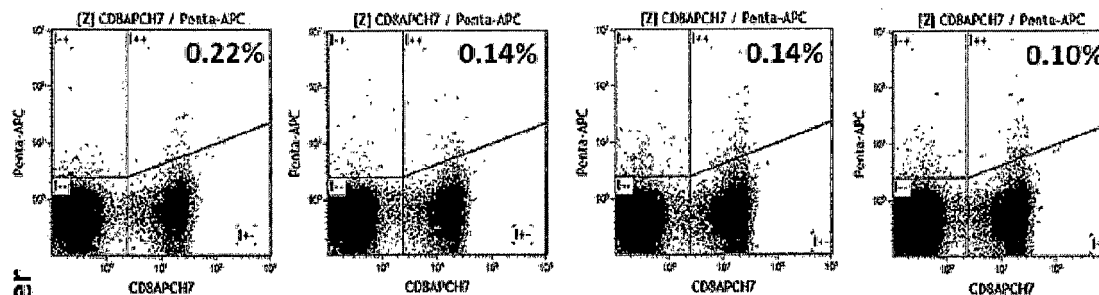 [Z] CD8APCH7 / Penta-APC
[Z] CD8APCH7 / Penta-APC
[Z] CD8APCH7 / Penta-APC
[Z] CD8APCH7 / Penta-APC
I-+ I++ 0.22%
I-+ I++ 0.14%
I-+ I++ 0.14%
I-+ I++ 0.10%
Penta-APC
Penta-APC
Penta-APC
Penta-APC
I-- I+-
I-- I+-
I-- I+-
I-- I+
CD8APCH7
CD8APCH7
CD8APCH7
CD8APCH7
er